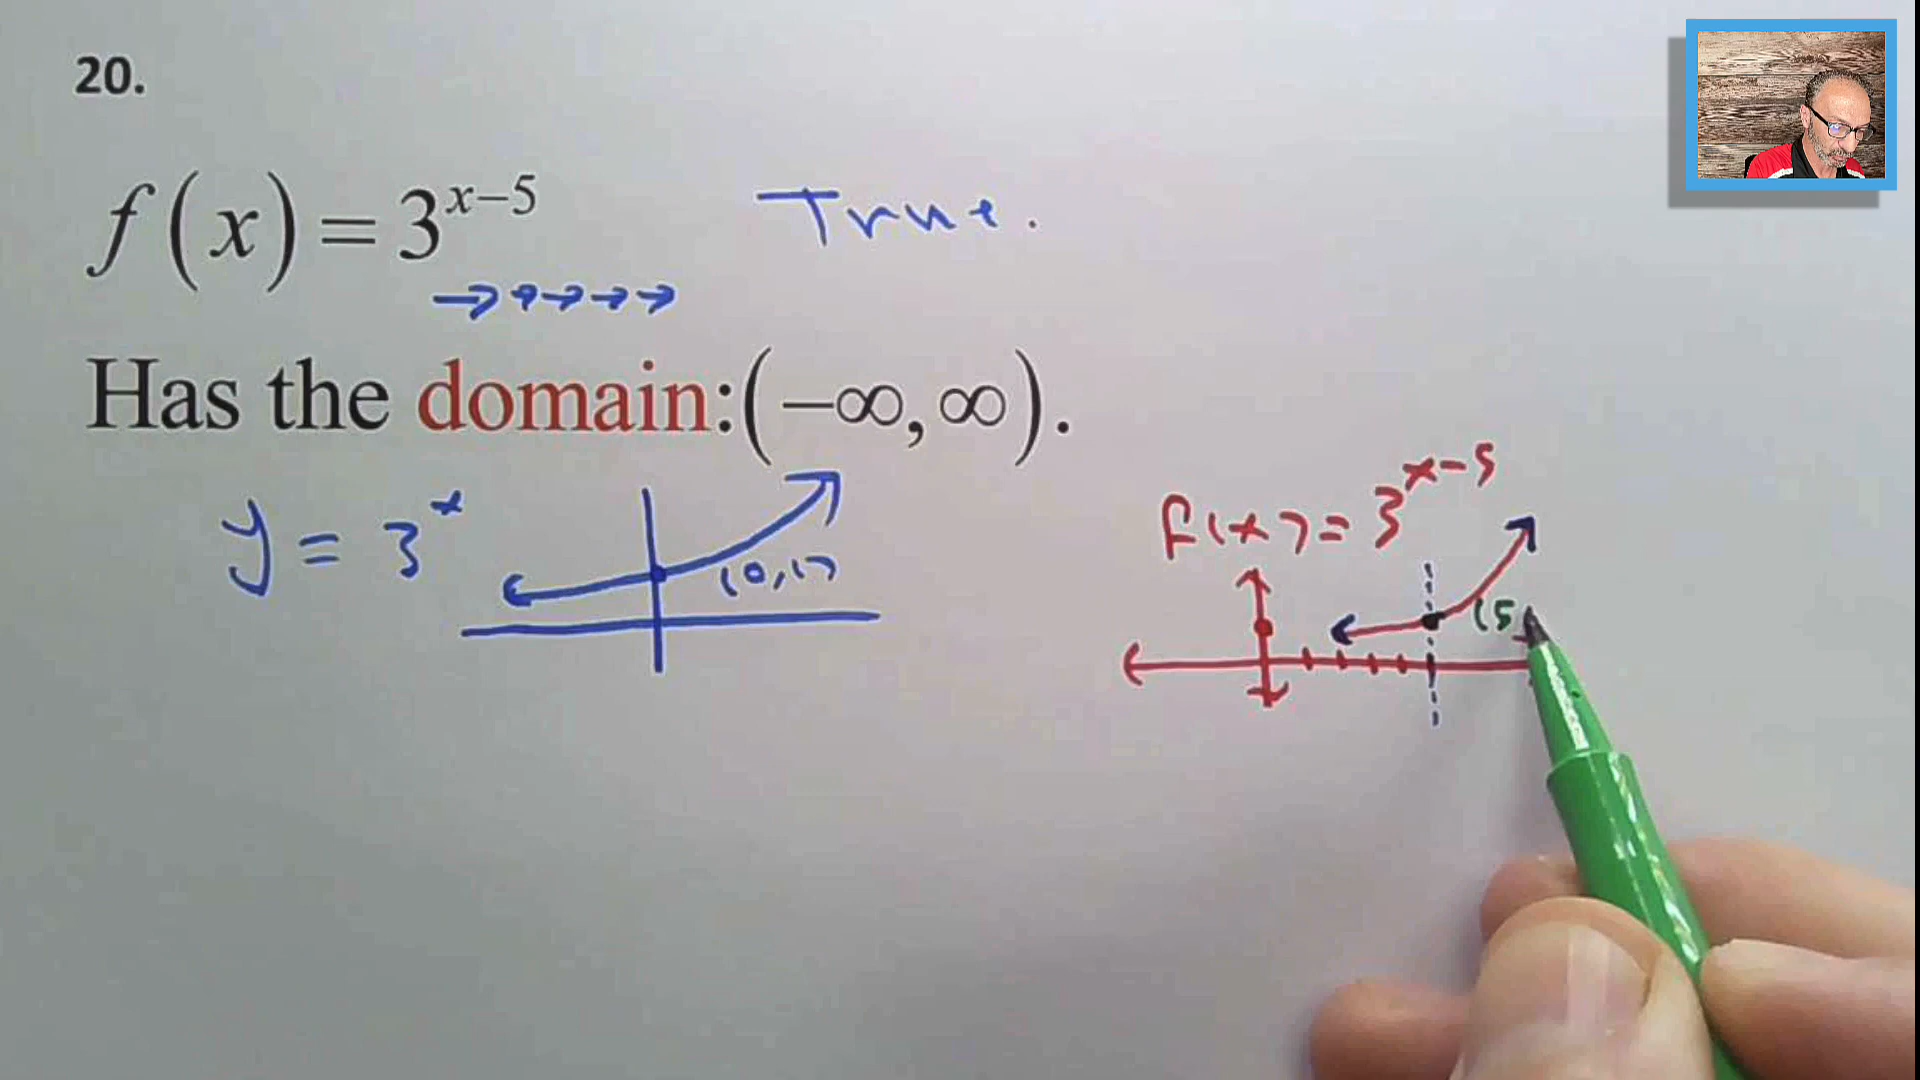 20.
f(x) = 3^{x-5}
True.
→→→→→
Has the domain: (-∞, ∞).
y = 3^x
(0,1)
f(x) = 3^{x-5}
(5,